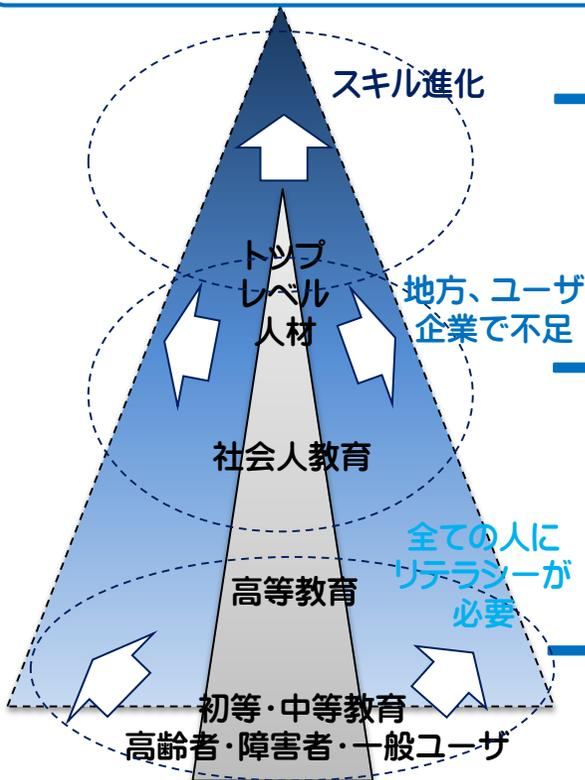 スキル進化
トップ
レベル
人材
地方、ユーザ
企業で不足
社会人教育
全ての人に
リテラシーが
必要
高等教育
初等・中等教育
高齢者・障害者・一般ユーザ